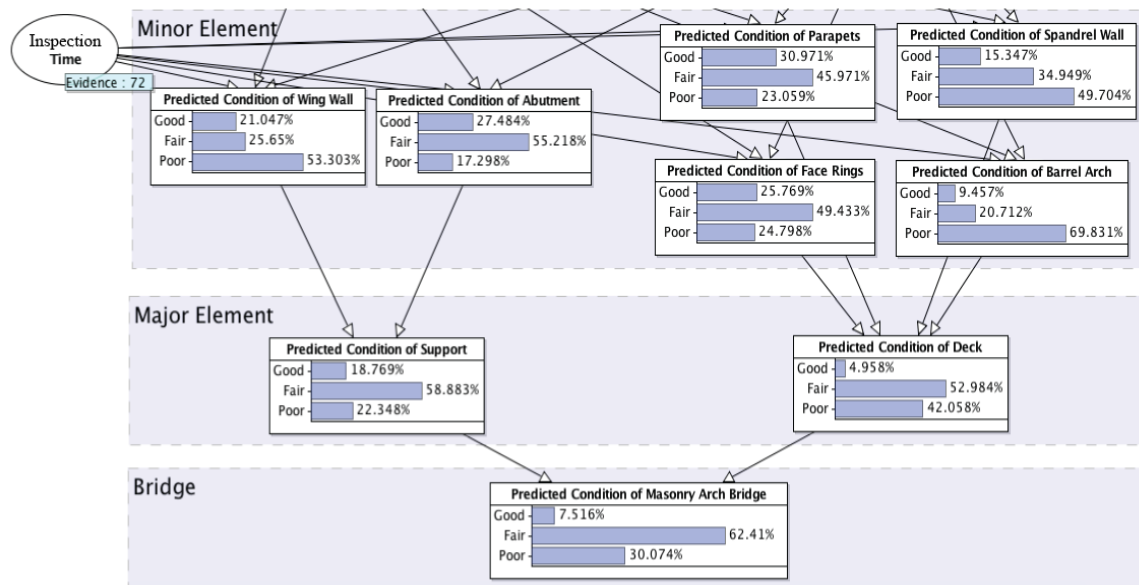 Minor Element
Inspection
Time
Evidence : 72
Predicted Condition of Parapets
Good 30.971%
Fair 45.971%
Poor 23.059%
Predicted Condition of Spandrel Wall
Good 15.347%
Fair 34.949%
Poor 49.704%
Predicted Condition of Wing Wall
Good 21.047%
Fair 25.65%
Poor 53.303%
Predicted Condition of Abutment
Good 27.484%
Fair 55.218%
Poor 17.298%
Predicted Condition of Face Rings
Good 25.769%
Fair 49.433%
Poor 24.798%
Predicted Condition of Barrel Arch
Good 9.457%
Fair 20.712%
Poor 69.831%
Major Element
Predicted Condition of Support
Good 18.769%
Fair 58.883%
Poor 22.348%
Predicted Condition of Deck
Good 4.958%
Fair 52.984%
Poor 42.058%
Bridge
Predicted Condition of Masonry Arch Bridge
Good 7.516%
Fair 62.41%
Poor 30.074%